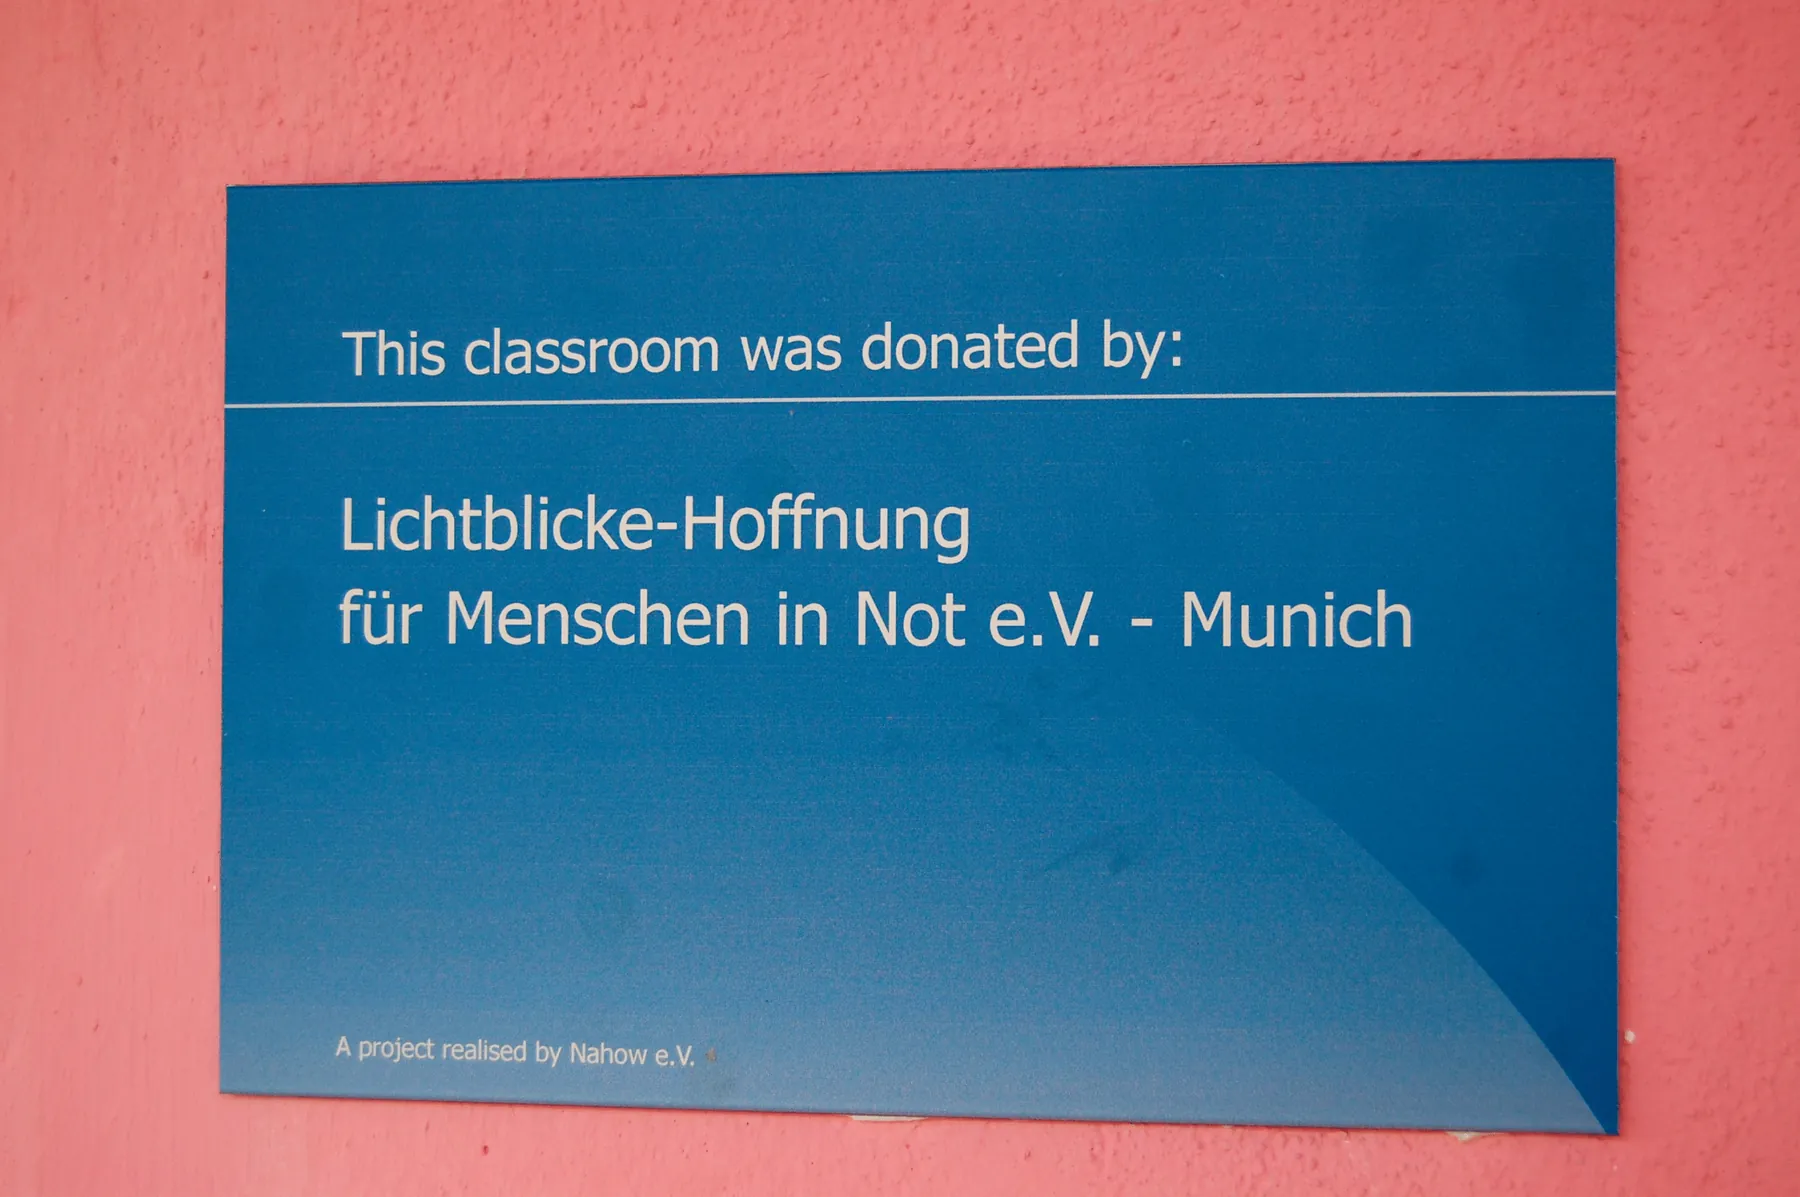 This classroom was donated by:
Lichtblicke-Hoffnung
für Menschen in Not e.V. - Munich
A project realised by Nahow e.V.